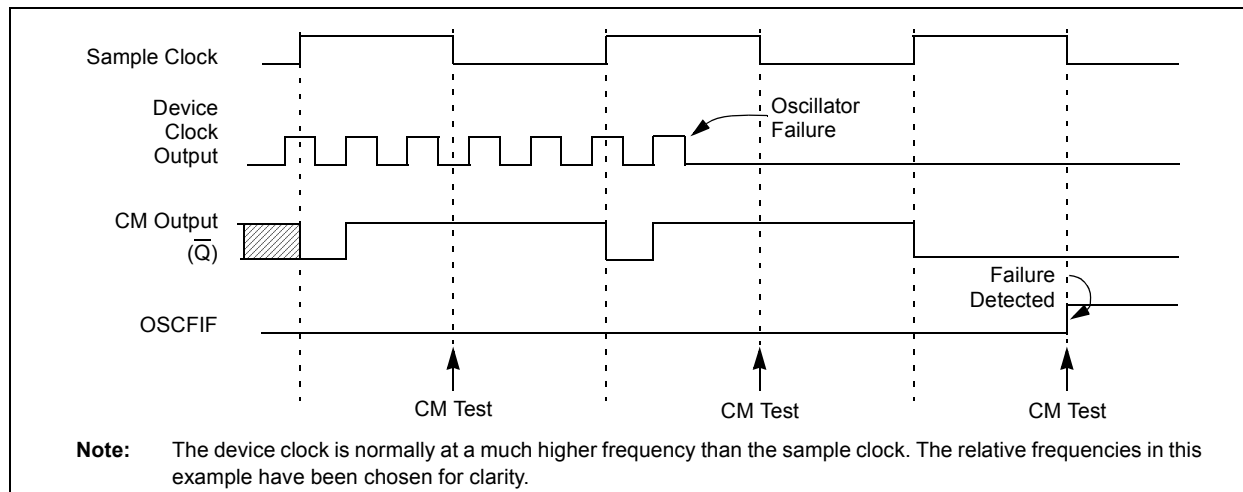 Sample Clock
Device
Clock
Output
Oscillator
Failure
CM Output
(Q̅)
Failure
Detected
OSCFIF
CM Test
CM Test
CM Test
Note: The device clock is normally at a much higher frequency than the sample clock. The relative frequencies in this
example have been chosen for clarity.